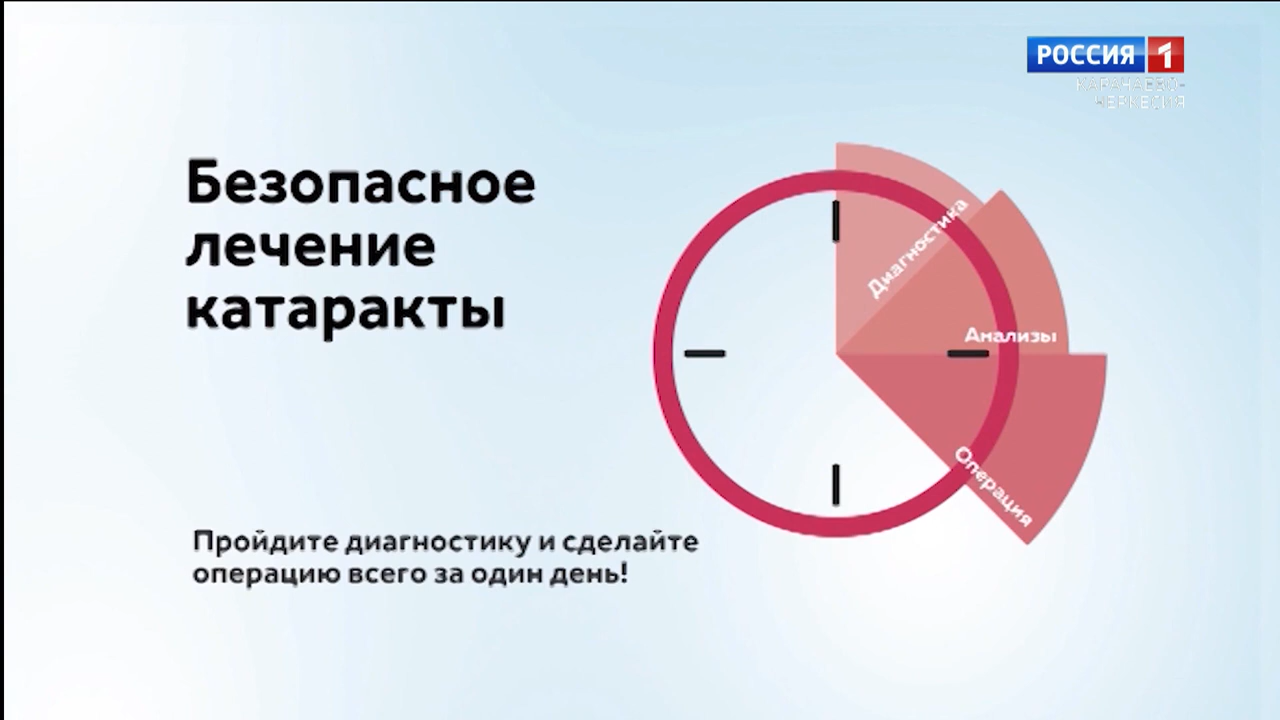 РОССИЯ 1
КАРАЧАЕВО-
ЧЕРКЕСИЯ
Безопасное
лечение
катаракты
Диагностика
Анализы
Операция
Пройдите диагностику и сделайте
операцию всего за один день!